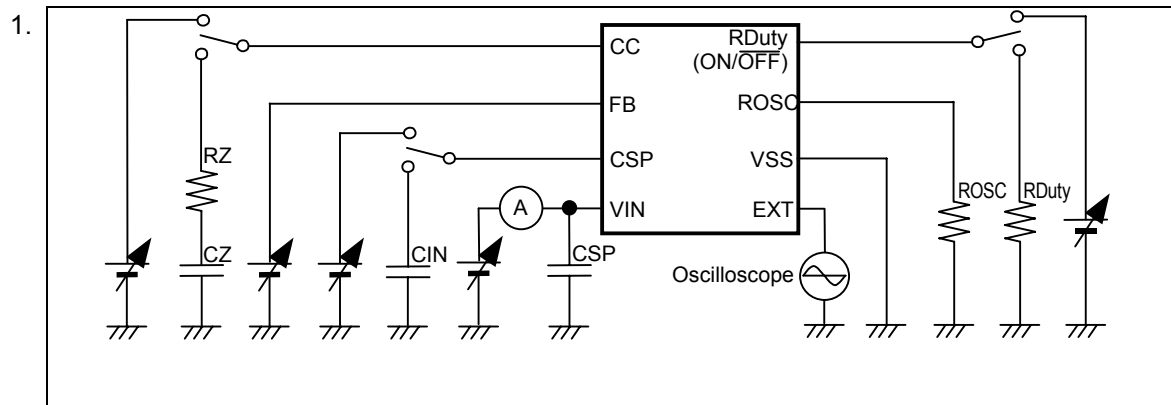 1.
CC
RDuty
(ON/OFF)
FB
ROSC
CSP
VSS
VIN
EXT
RZ
CZ
CIN
A
CSP
Oscilloscope
ROSC
RDuty